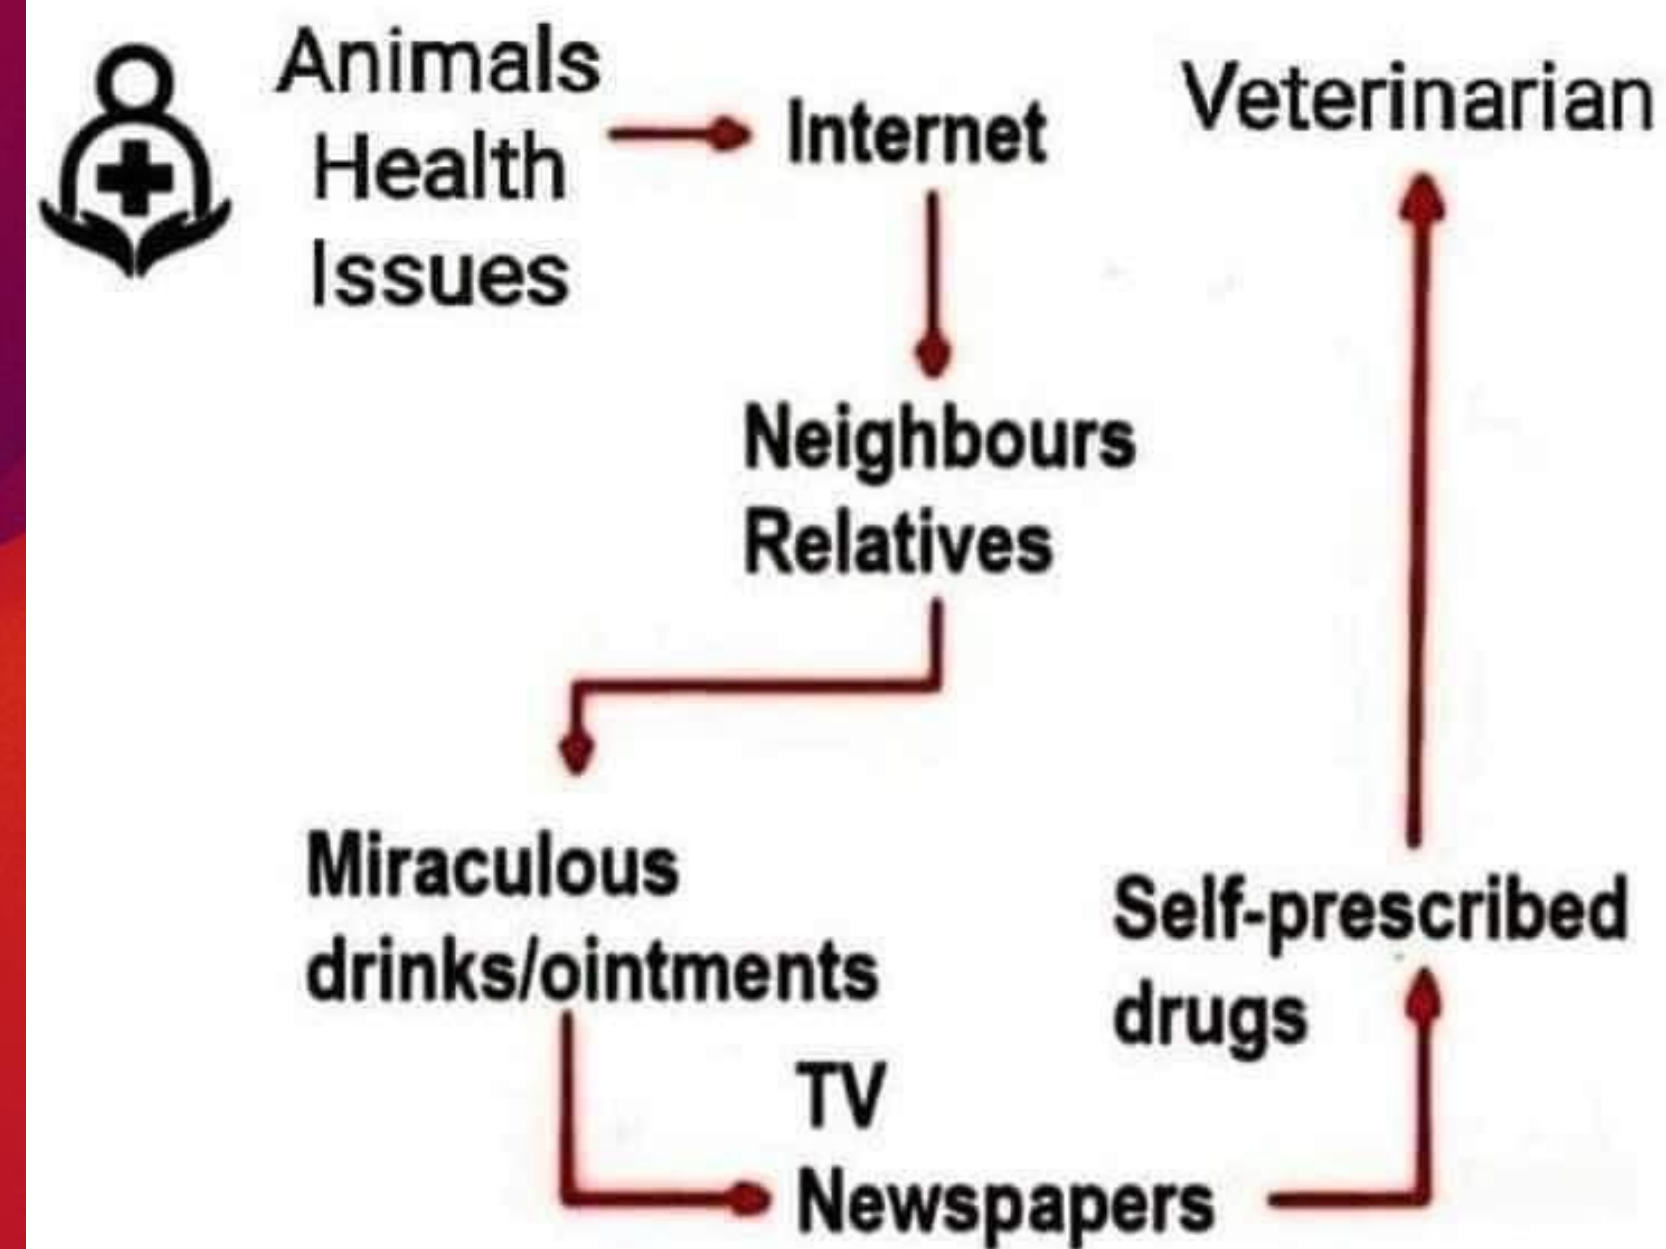 Animals
Health
Issues
Internet
Neighbours
Relatives
Miraculous
drinks/ointments
TV
Newspapers
Self-prescribed
drugs
Veterinarian